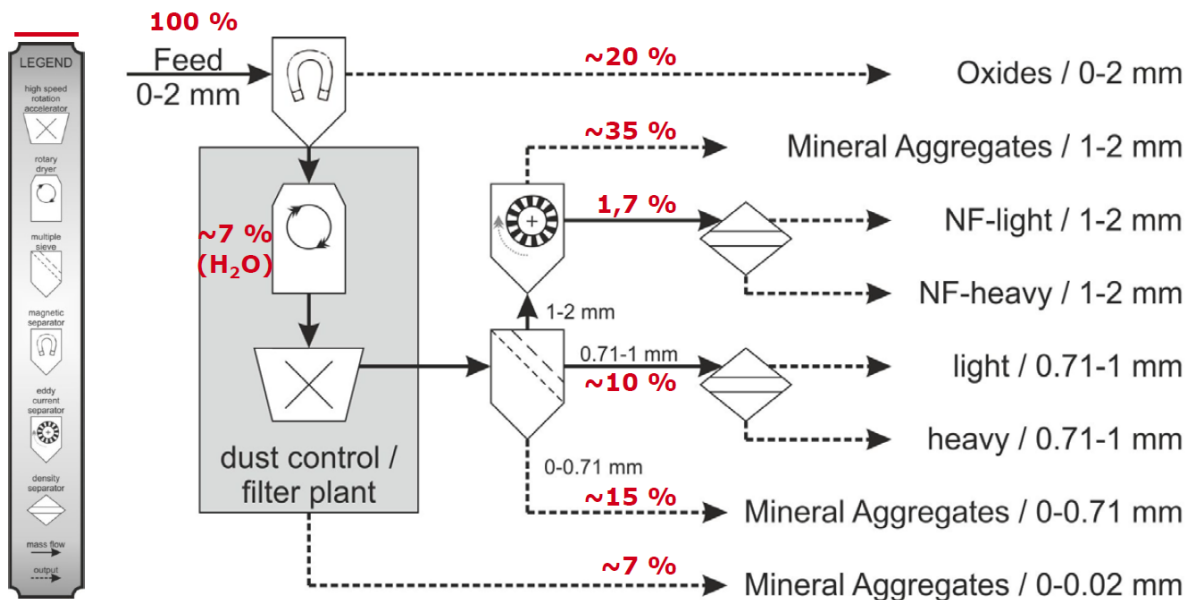 LEGEND
high speed
rotation
accelerator
rotary
dryer
multiple
sieve
magnetic
separator
eddy
current
separator
density
separator
mass flow
output
100 %
Feed
0-2 mm
~20 %
Oxides / 0-2 mm
~35 %
Mineral Aggregates / 1-2 mm
1,7 %
NF-light / 1-2 mm
NF-heavy / 1-2 mm
~7 %
(H₂O)
1-2 mm
0.71-1 mm
~10 %
light / 0.71-1 mm
heavy / 0.71-1 mm
dust control /
filter plant
0-0.71 mm
~15 %
Mineral Aggregates / 0-0.71 mm
~7 %
Mineral Aggregates / 0-0.02 mm